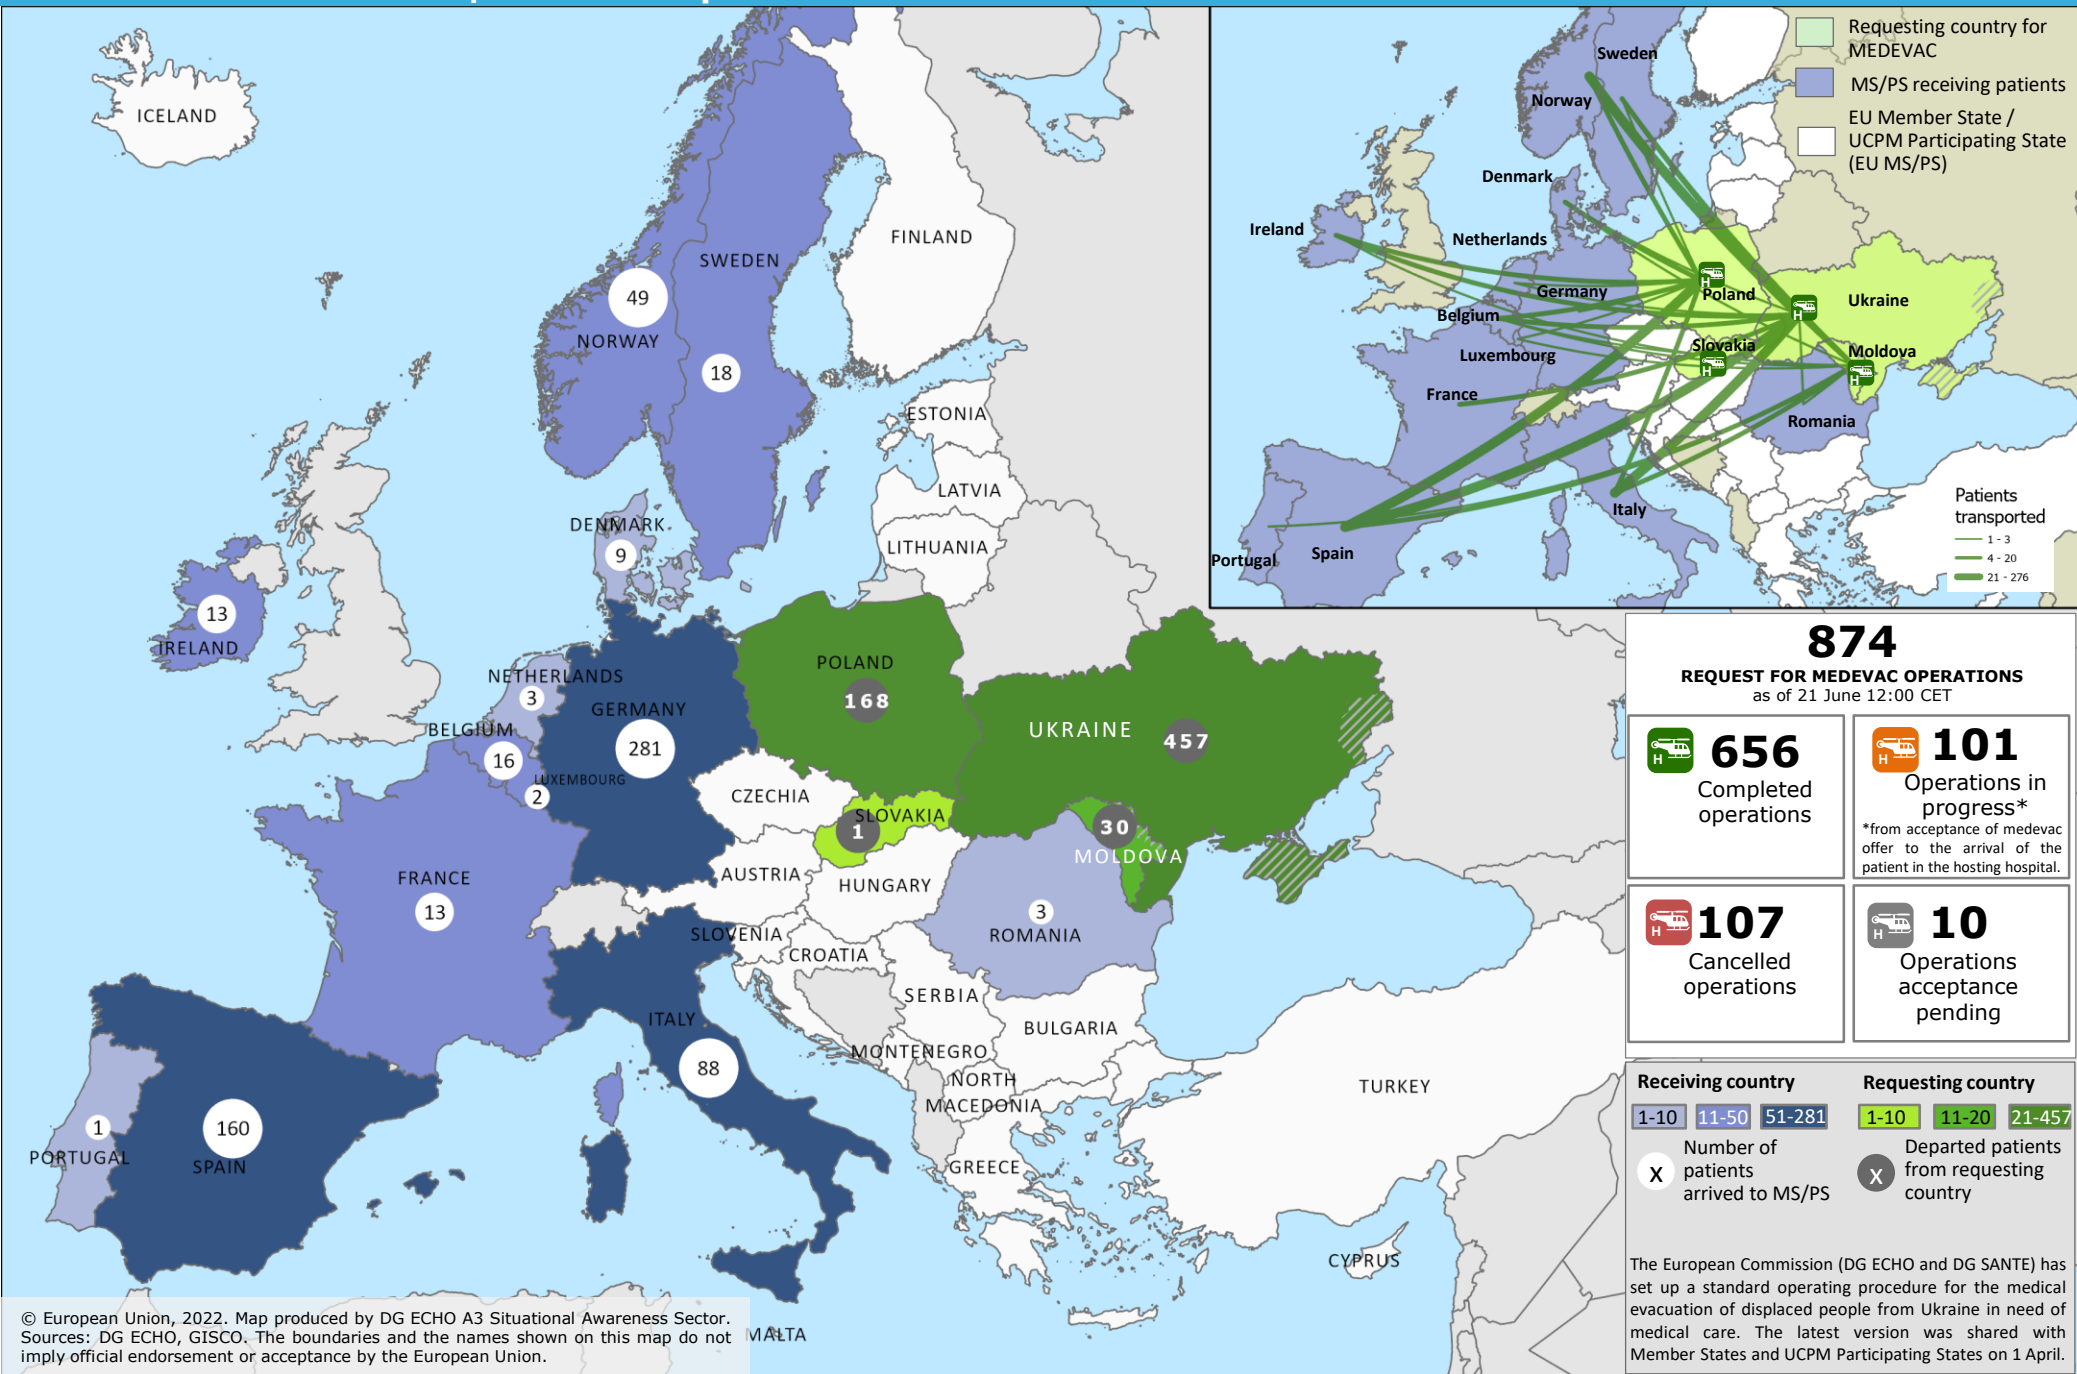 ICELAND
49
NORWAY
SWEDEN
18
FINLAND
ESTONIA
LATVIA
LITHUANIA
DENMARK
9
13
IRELAND
NETHERLANDS
3
BELGIUM
16
LUXEMBOURG
2
GERMANY
281
POLAND
168
UKRAINE
457
CZECHIA
SLOVAKIA
1
30
MOLDOVA
AUSTRIA
HUNGARY
FRANCE
13
3
ROMANIA
SLOVENIA
CROATIA
SERBIA
ITALY
88
BULGARIA
MONTENEGRO
NORTH
MACEDONIA
TURKEY
1
PORTUGAL
160
SPAIN
GREECE
CYPRUS
MALTA
© European Union, 2022. Map produced by DG ECHO A3 Situational Awareness Sector.
Sources: DG ECHO, GISCO. The boundaries and the names shown on this map do not
imply official endorsement or acceptance by the European Union.
Sweden
Norway
Denmark
Ireland
Netherlands
Germany
Poland
Ukraine
Belgium
Luxembourg
Slovakia
Moldova
France
Romania
Italy
Portugal
Spain
H
H
H
H
Requesting country for
MEDEVAC
MS/PS receiving patients
EU Member State /
UCPM Participating State
(EU MS/PS)
Patients
transported
1 - 3
4 - 20
21 - 276
874
REQUEST FOR MEDEVAC OPERATIONS
as of 21 June 12:00 CET
H
656
Completed
operations
H
101
Operations in
progress*
*from acceptance of medevac
offer to the arrival of the
patient in the hosting hospital.
H
107
Cancelled
operations
H
10
Operations
acceptance
pending
Receiving country
1-10 11-50 51-281
X
Number of
patients
arrived to MS/PS
Requesting country
1-10 11-20 21-457
X
Departed patients
from requesting
country
The European Commission (DG ECHO and DG SANTE) has
set up a standard operating procedure for the medical
evacuation of displaced people from Ukraine in need of
medical care. The latest version was shared with
Member States and UCPM Participating States on 1 April.